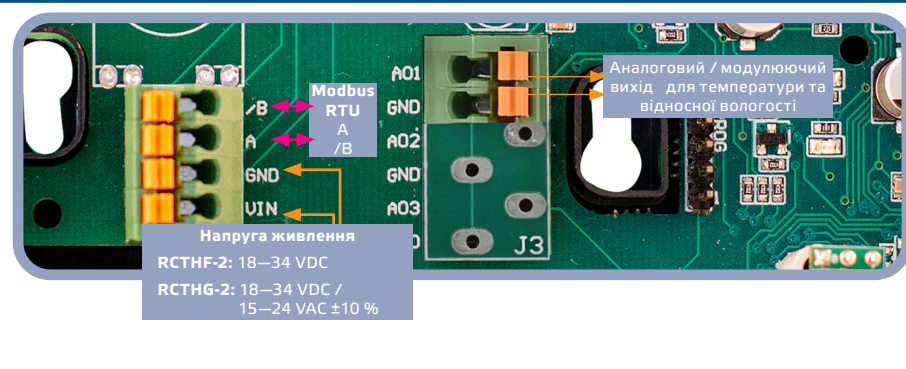 /B
A
GND
VIN
Modbus
RTU
A
/B
AO1
GND
AO2
GND
AO3
J3
Аналоговий / модулюючий
вихід для температури та
відносної вологості
Напруга живлення
RCTHF-2: 18—34 VDC
RCTHG-2: 18—34 VDC /
15—24 VAC ±10 %